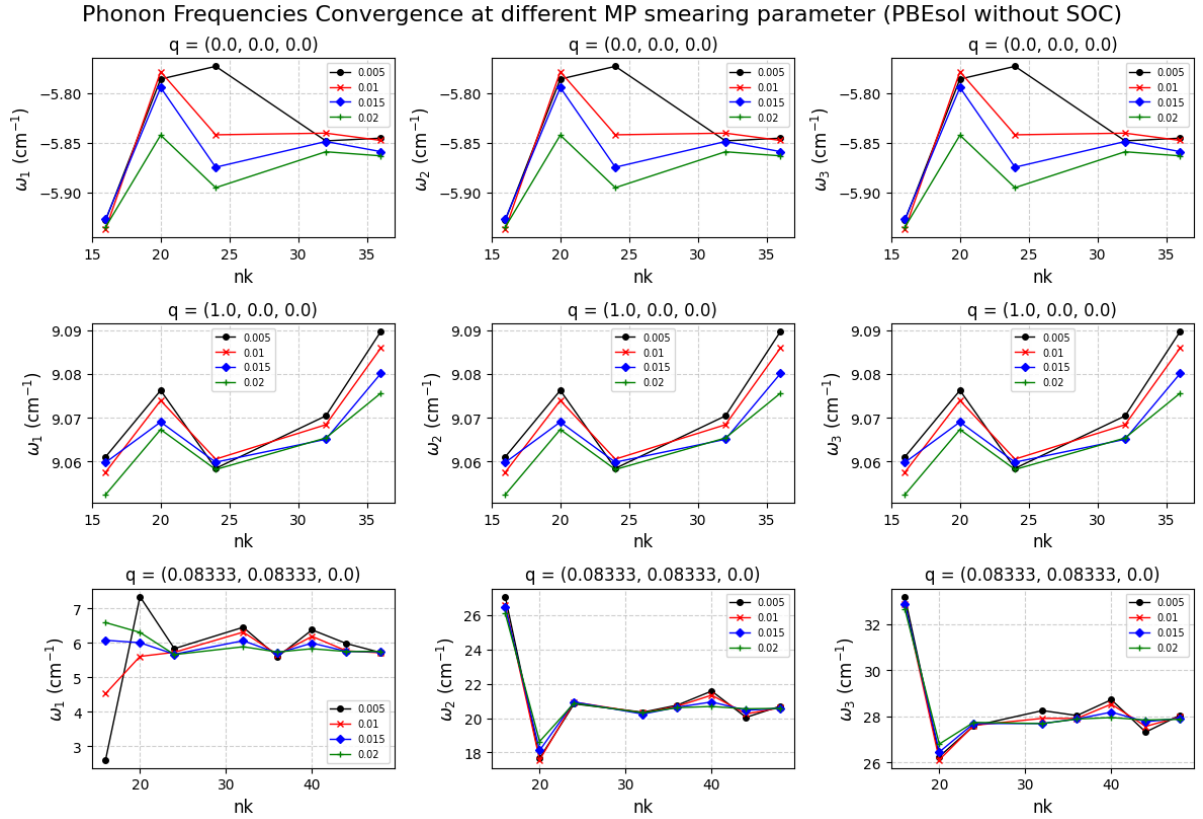 Phonon Frequencies Convergence at different MP smearing parameter (PBEsol without SOC)
q = (0.0, 0.0, 0.0)
ω₁ (cm⁻¹)
−5.80
−5.85
−5.90
15 20 25 30 35
nk
0.005
0.01
0.015
0.02
q = (0.0, 0.0, 0.0)
ω₂ (cm⁻¹)
−5.80
−5.85
−5.90
15 20 25 30 35
nk
0.005
0.01
0.015
0.02
q = (0.0, 0.0, 0.0)
ω₃ (cm⁻¹)
−5.80
−5.85
−5.90
15 20 25 30 35
nk
0.005
0.01
0.015
0.02
q = (1.0, 0.0, 0.0)
ω₁ (cm⁻¹)
9.09
9.08
9.07
9.06
15 20 25 30 35
nk
0.005
0.01
0.015
0.02
q = (1.0, 0.0, 0.0)
ω₂ (cm⁻¹)
9.09
9.08
9.07
9.06
15 20 25 30 35
nk
0.005
0.01
0.015
0.02
q = (1.0, 0.0, 0.0)
ω₃ (cm⁻¹)
9.09
9.08
9.07
9.06
15 20 25 30 35
nk
0.005
0.01
0.015
0.02
q = (0.08333, 0.08333, 0.0)
ω₁ (cm⁻¹)
7
6
5
4
3
20 30 40
nk
0.005
0.01
0.015
0.02
q = (0.08333, 0.08333, 0.0)
ω₂ (cm⁻¹)
26
24
22
20
18
20 30 40
nk
0.005
0.01
0.015
0.02
q = (0.08333, 0.08333, 0.0)
ω₃ (cm⁻¹)
32
30
28
26
20 30 40
nk
0.005
0.01
0.015
0.02